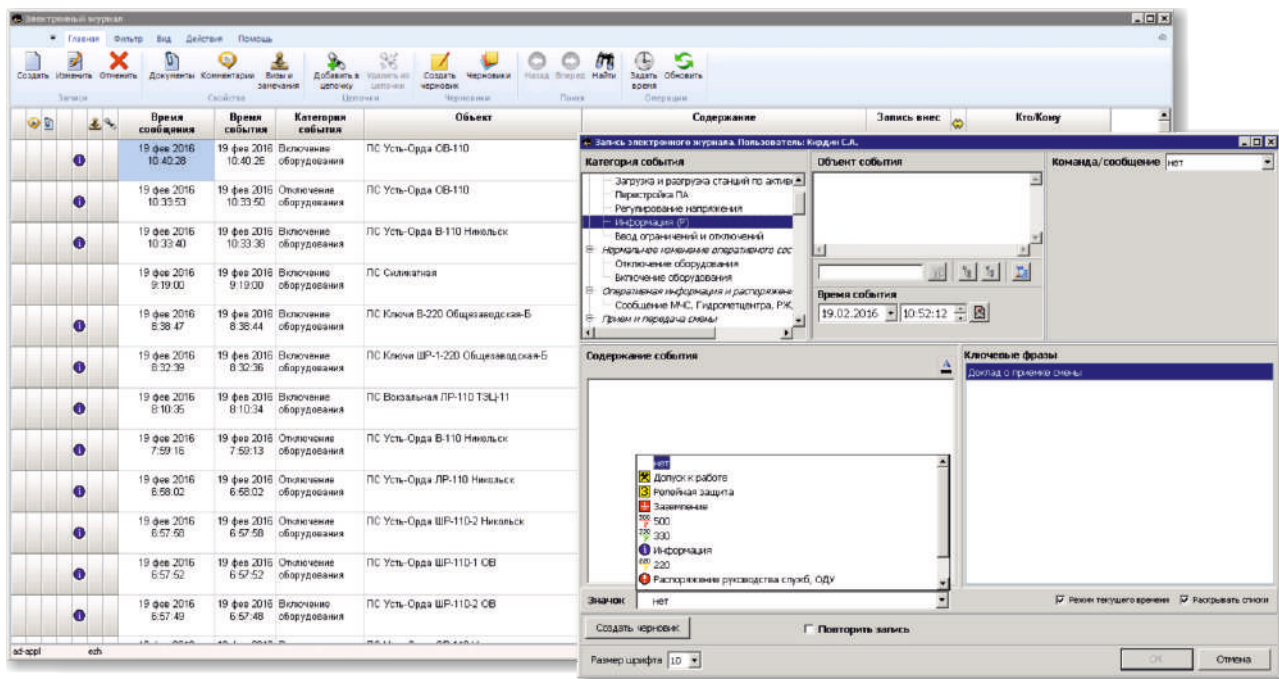 Электронный журнал
Главная Фильтр Вид Действия Помощь
Создать Изменить Отменить Документы Комментарии Визы и замечания Добавить в цепочку Удалить из цепочки Создать черновик Черновики Назад Вперед Найти Задать время Обновить
Записи Свойства Цепочки Черновики Поиск Операции
Время сообщения Время события Категория события Объект Содержание Запись внес Кто/Кому
19 фев 2016 10:40:28 19 фев 2016 10:40:26 Включение оборудования ПС Усть-Орда ОВ-110
19 фев 2016 10:33:53 19 фев 2016 10:33:50 Отключение оборудования ПС Усть-Орда ОВ-110
19 фев 2016 10:33:40 19 фев 2016 10:33:38 Включение оборудования ПС Усть-Орда В-110 Никольск
19 фев 2016 9:19:00 19 фев 2016 9:19:00 Включение оборудования ПС Силикатная
19 фев 2016 8:38:47 19 фев 2016 8:38:44 Включение оборудования ПС Ключи В-220 Общезаводская-Б
19 фев 2016 8:32:39 19 фев 2016 8:32:36 Включение оборудования ПС Ключи ШР-1-220 Общезаводская-Б
19 фев 2016 8:10:35 19 фев 2016 8:10:34 Включение оборудования ПС Вокзальная ЛР-110 ТЭЦ-11
19 фев 2016 7:59:16 19 фев 2016 7:59:13 Отключение оборудования ПС Усть-Орда В-110 Никольск
19 фев 2016 6:58:02 19 фев 2016 6:58:02 Отключение оборудования ПС Усть-Орда ЛР-110 Никольск
19 фев 2016 6:57:58 19 фев 2016 6:57:58 Отключение оборудования ПС Усть-Орда ШР-110-2 Никольск
19 фев 2016 6:57:52 19 фев 2016 6:57:52 Отключение оборудования ПС Усть-Орда ШР-110-1 ОВ
19 фев 2016 6:57:49 19 фев 2016 6:57:48 Включение оборудования ПС Усть-Орда ШР-110-2 ОВ
ad-appl ezh
Запись электронного журнала. Пользователь: Кирдин С.А.
Категория события Объект события Команда/сообщение нет
Загрузка и разгрузка станций по актив
Перестройка ПА
Регулирование напряжения
Информация (Р)
Ввод ограничений и отключений
Нормальное изменение оперативного сос
Отключение оборудования
Включение оборудования
Оперативная информация и распоряжени
Сообщение МЧС, Гидрометцентра, РЖ,
Прием и передача смены
Время события
19.02.2016 10:52:12
Содержание события Ключевые фразы
Доклад о приемке смены
нет
Допуск к работе
Релейная защита
Заземление
500 500
330 330
Информация
220 220
Распоряжение руководства служб, ОДУ
Значок нет Режим текущего времени Раскрывать списки
Создать черновик Повторить запись
Размер шрифта 10 OK Отмена